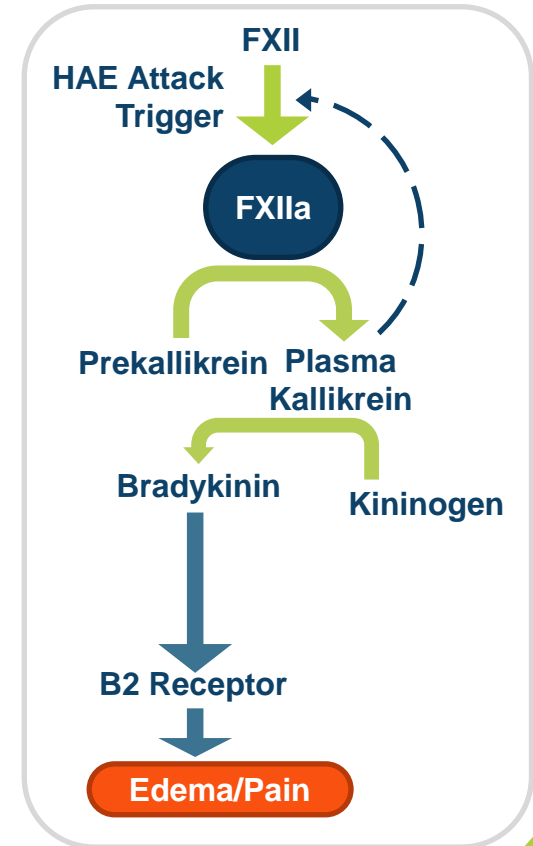 FXII
HAE Attack
Trigger
FXIIa
Prekallikrein
Plasma
Kallikrein
Bradykinin
Kininogen
B2 Receptor
Edema/Pain